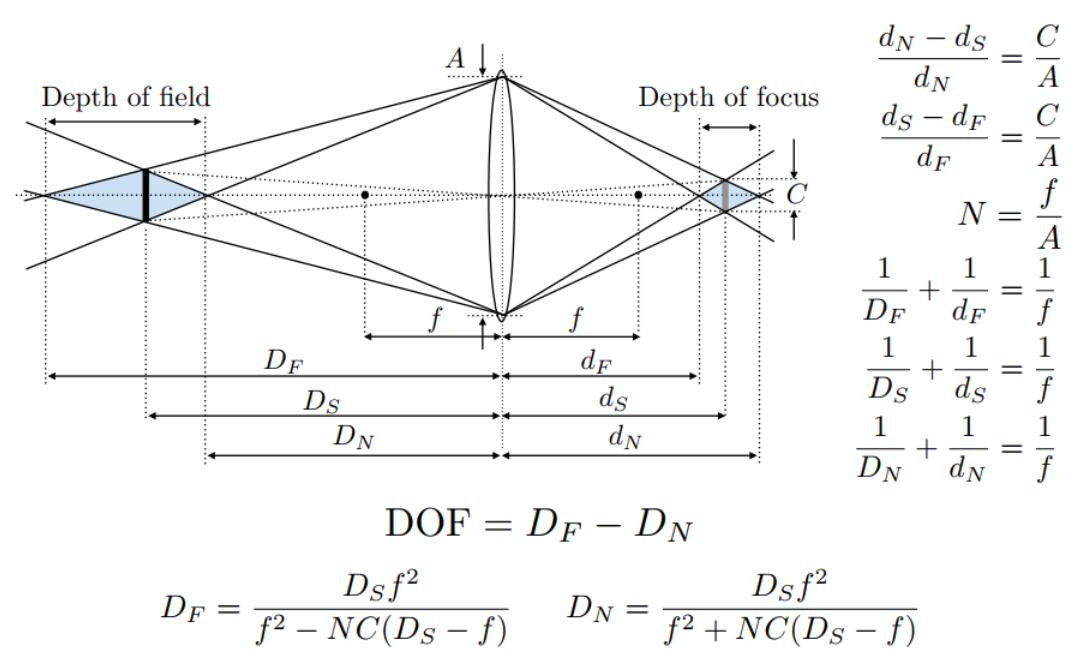 A
Depth of field
Depth of focus
C
f f
D_F d_F
D_S d_S
D_N d_N
\frac{d_N - d_S}{d_N} = \frac{C}{A}
\frac{d_S - d_F}{d_F} = \frac{C}{A}
N = \frac{f}{A}
\frac{1}{D_F} + \frac{1}{d_F} = \frac{1}{f}
\frac{1}{D_S} + \frac{1}{d_S} = \frac{1}{f}
\frac{1}{D_N} + \frac{1}{d_N} = \frac{1}{f}
DOF = D_F - D_N
D_F = \frac{D_S f^2}{f^2 - NC(D_S - f)} D_N = \frac{D_S f^2}{f^2 + NC(D_S - f)}